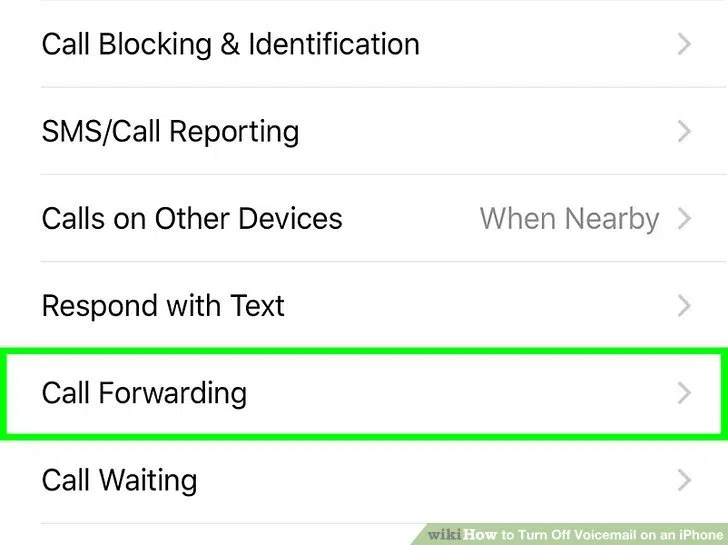 Call Blocking & Identification
SMS/Call Reporting
Calls on Other Devices When Nearby
Respond with Text
Call Forwarding
Call Waiting
wikiHow to Turn Off Voicemail on an iPhone